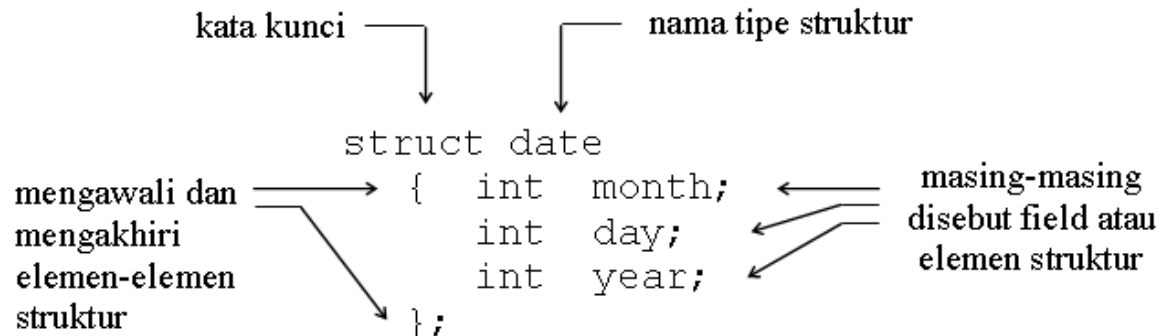 kata kunci
nama tipe struktur
struct date
{ int month;
int day;
int year;
};
mengawali dan
mengakhiri
elemen-elemen
struktur
masing-masing
disebut field atau
elemen struktur